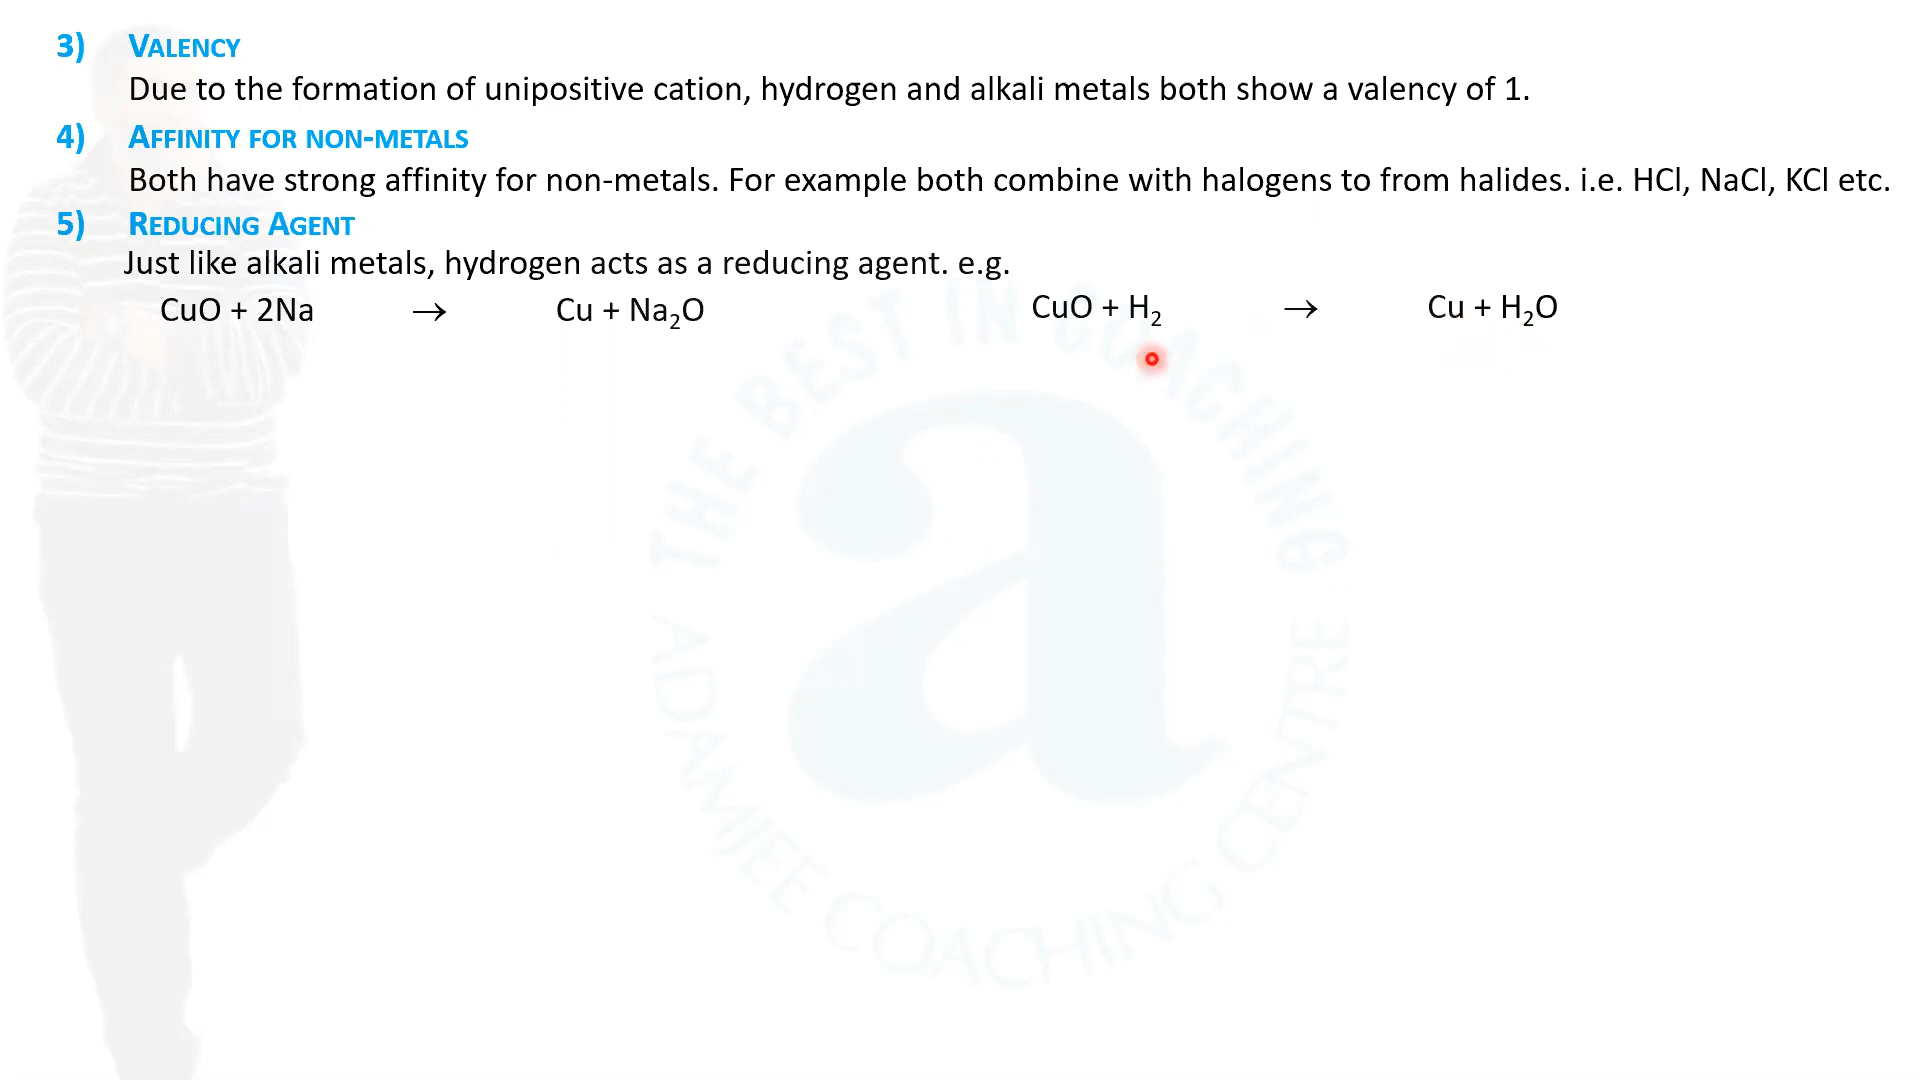 3) VALENCY
Due to the formation of unipositive cation, hydrogen and alkali metals both show a valency of 1.
4) AFFINITY FOR NON-METALS
Both have strong affinity for non-metals. For example both combine with halogens to from halides. i.e. HCl, NaCl, KCl etc.
5) REDUCING AGENT
Just like alkali metals, hydrogen acts as a reducing agent. e.g.
CuO + 2Na → Cu + Na₂O CuO + H₂ → Cu + H₂O
THE BEST IN COACHING
a
ADAMJEE COACHING CENTRE